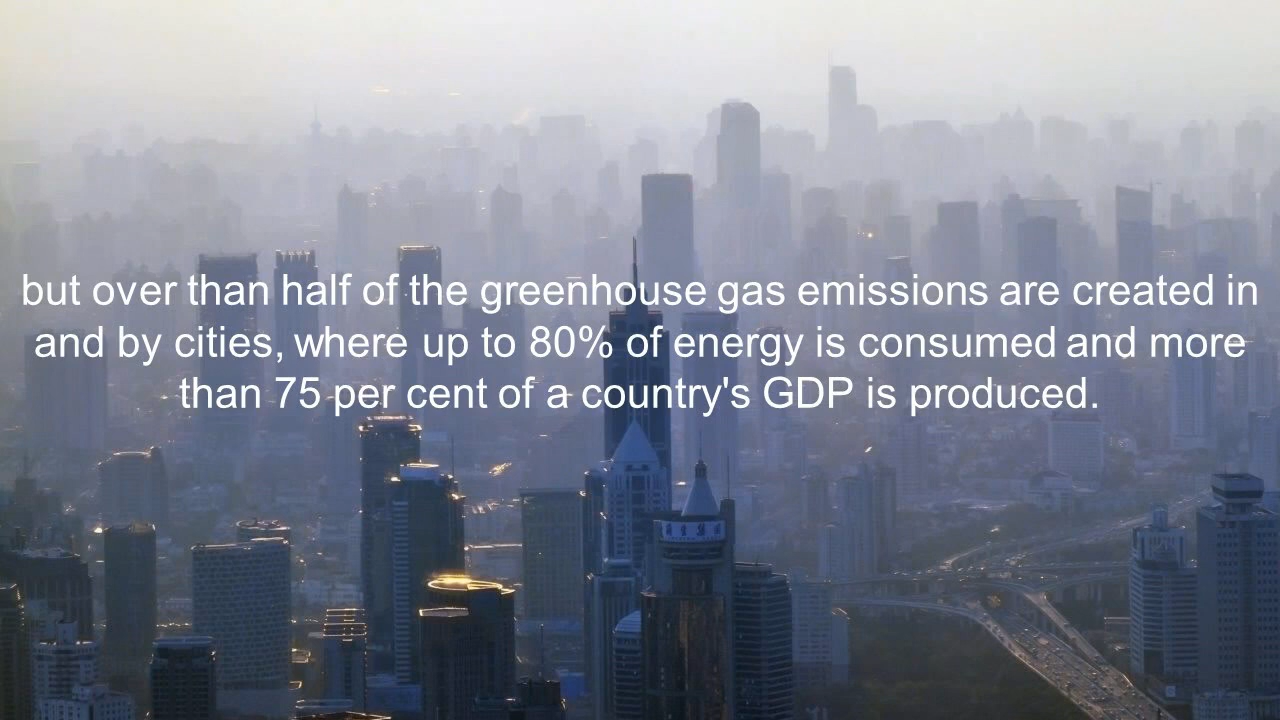 but over than half of the greenhouse gas emissions are created in
and by cities, where up to 80% of energy is consumed and more
than 75 per cent of a country's GDP is produced.